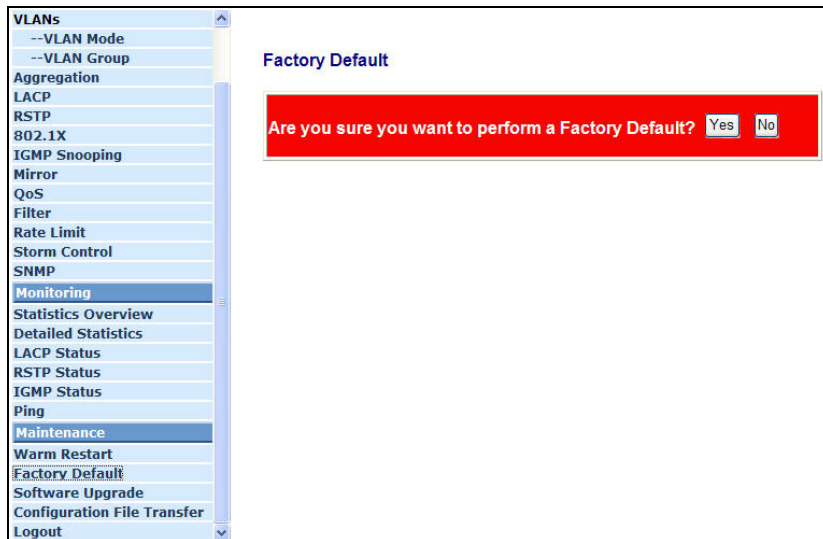 VLANs
--VLAN Mode
--VLAN Group
Aggregation
LACP
RSTP
802.1X
IGMP Snooping
Mirror
QoS
Filter
Rate Limit
Storm Control
SNMP
Monitoring
Statistics Overview
Detailed Statistics
LACP Status
RSTP Status
IGMP Status
Ping
Maintenance
Warm Restart
Factory Default
Software Upgrade
Configuration File Transfer
Logout
Factory Default
Are you sure you want to perform a Factory Default? Yes No